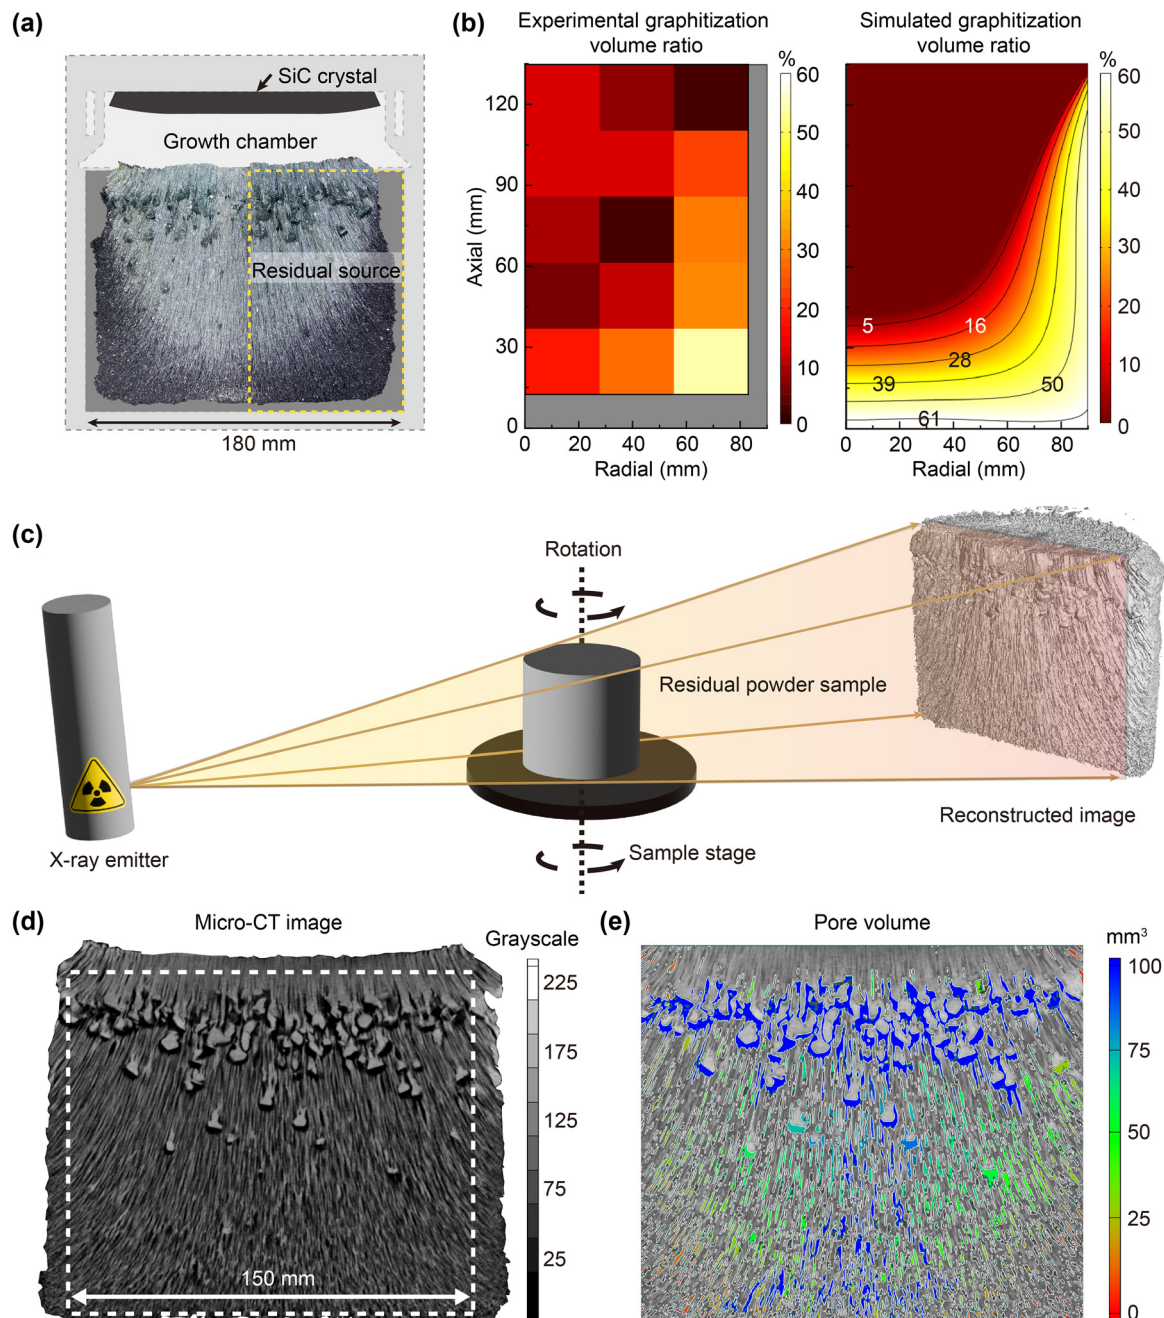 (a)
SiC crystal
Growth chamber
Residual source
180 mm
(b)
Experimental graphitization
volume ratio
%
60
50
40
30
20
10
0
Axial (mm)
120
90
60
30
0
0 20 40 60 80
Radial (mm)
Simulated graphitization
volume ratio
%
60
50
40
30
20
10
0
5
16
28
39
50
61
0 20 40 60 80
Radial (mm)
(c)
Rotation
Residual powder sample
Reconstructed image
X-ray emitter
Sample stage
(d)
Micro-CT image
Grayscale
225
175
125
75
25
150 mm
(e)
Pore volume
mm³
100
75
50
25
0